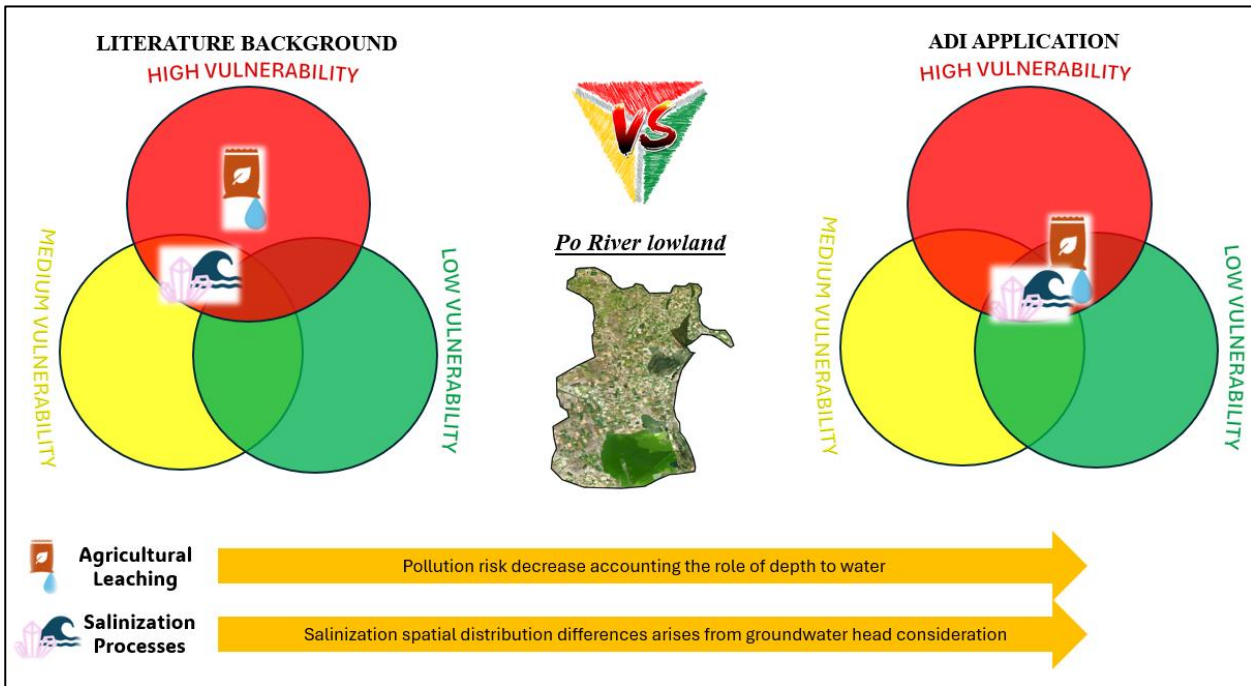 LITERATURE BACKGROUND
HIGH VULNERABILITY
MEDIUM VULNERABILITY
LOW VULNERABILITY
VS
Po River lowland
ADI APPLICATION
HIGH VULNERABILITY
MEDIUM VULNERABILITY
LOW VULNERABILITY
Agricultural
Leaching
Pollution risk decrease accounting the role of depth to water
Salinization
Processes
Salinization spatial distribution differences arises from groundwater head consideration